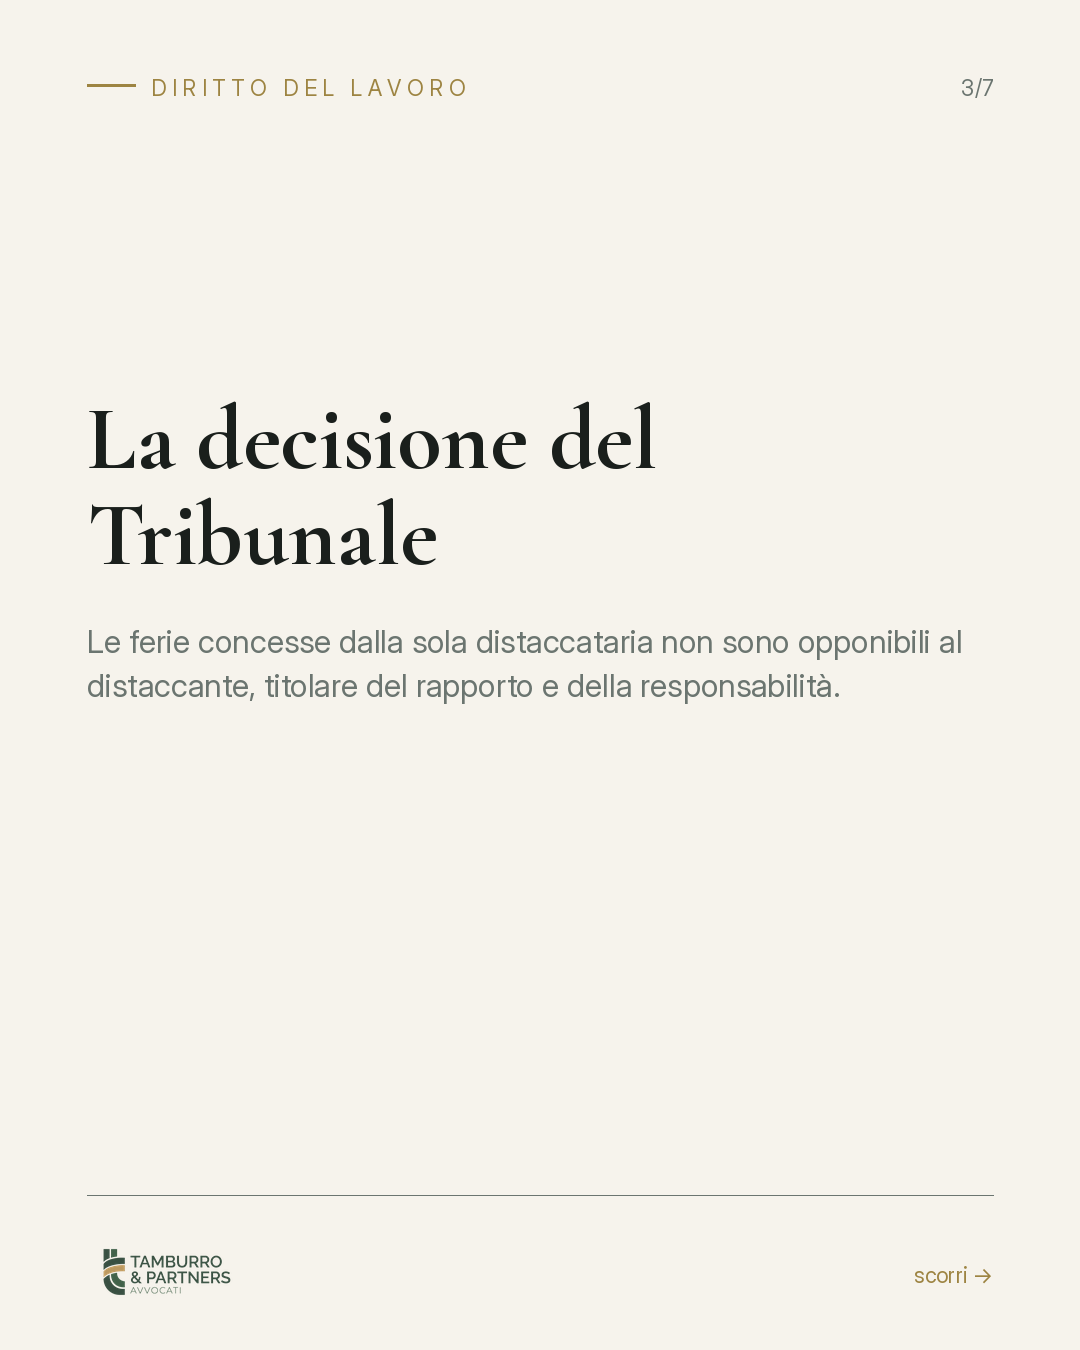 DIRITTO DEL LAVORO
3/7
La decisione del
Tribunale
Le ferie concesse dalla sola distaccataria non sono opponibili al
distaccante, titolare del rapporto e della responsabilità.
TAMBURRO
& PARTNERS
AVVOCATI
scorri →